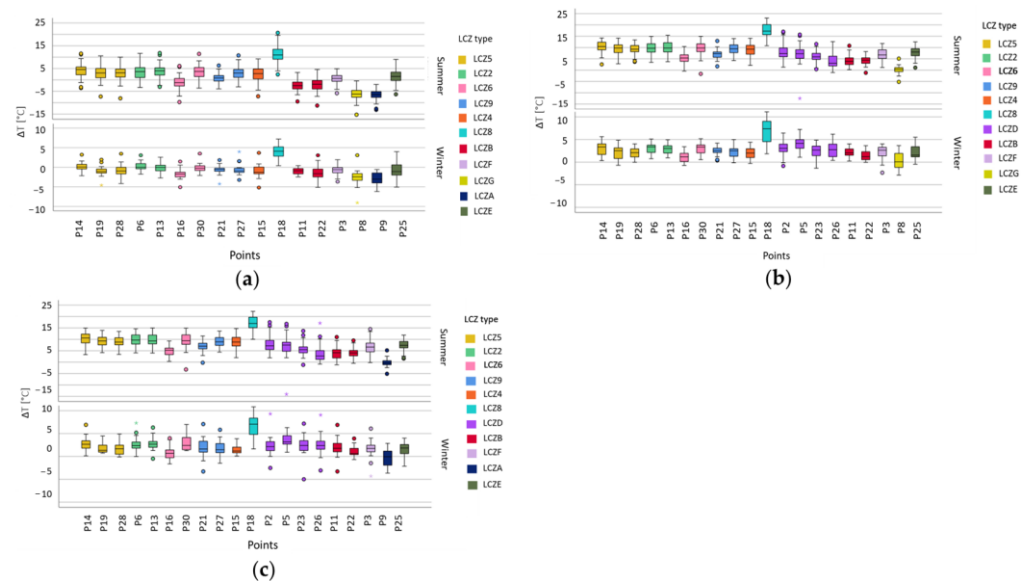 25
15
5
−5
−15
Summer
ΔT [°C]
10
5
0
−5
−10
Winter
P14 P19 P28 P6 P13 P16 P30 P21 P27 P15 P18 P11 P22 P3 P8 P9 P25
Points
LCZ type
LCZ5
LCZ2
LCZ6
LCZ9
LCZ4
LCZ8
LCZB
LCZF
LCZG
LCZA
LCZE
(a)
25
15
5
−5
−15
Summer
ΔT [°C]
10
5
0
−5
−10
Winter
P14 P19 P28 P6 P13 P16 P30 P21 P27 P15 P18 P2 P5 P23 P26 P11 P22 P3 P8 P25
Points
LCZ type
LCZ5
LCZ2
LCZ6
LCZ9
LCZ4
LCZ8
LCZD
LCZB
LCZF
LCZG
LCZE
(b)
25
15
5
−5
−15
Summer
ΔT [°C]
10
5
0
−5
−10
Winter
P14 P19 P28 P6 P13 P16 P30 P21 P27 P15 P18 P2 P5 P23 P26 P11 P22 P3 P9 P25
Points
LCZ type
LCZ5
LCZ2
LCZ6
LCZ9
LCZ4
LCZ8
LCZD
LCZB
LCZF
LCZA
LCZE
(c)